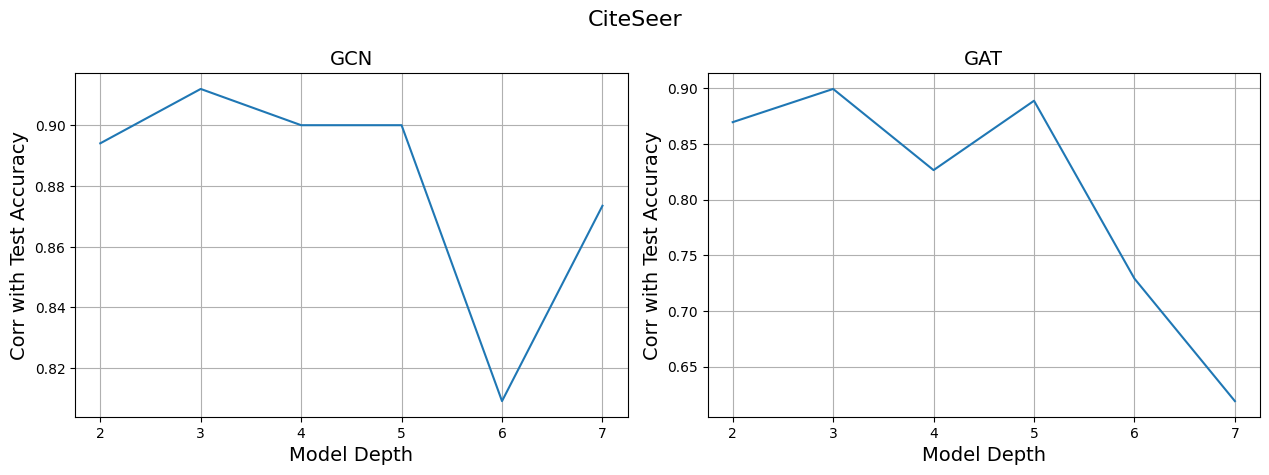 CiteSeer
GCN
Corr with Test Accuracy
0.90
0.88
0.86
0.84
0.82
2 3 4 5 6 7
Model Depth
GAT
Corr with Test Accuracy
0.90
0.85
0.80
0.75
0.70
0.65
2 3 4 5 6 7
Model Depth